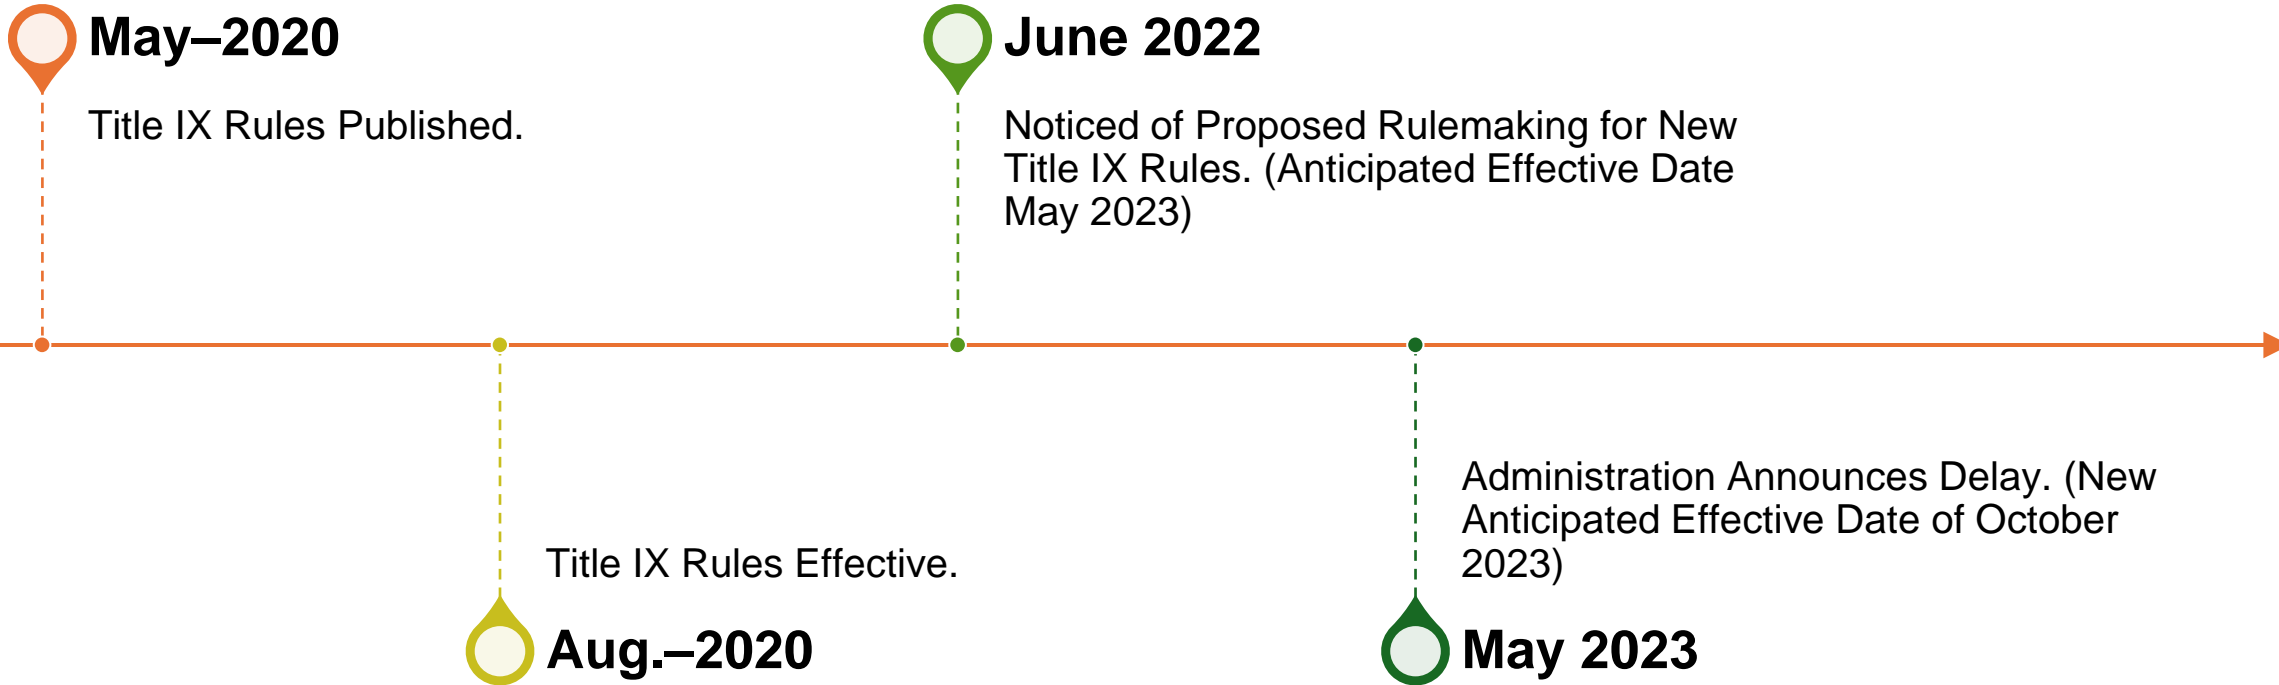 May–2020
Title IX Rules Published.
Title IX Rules Effective.
Aug.–2020
June 2022
Noticed of Proposed Rulemaking for New
Title IX Rules. (Anticipated Effective Date
May 2023)
Administration Announces Delay. (New
Anticipated Effective Date of October
2023)
May 2023